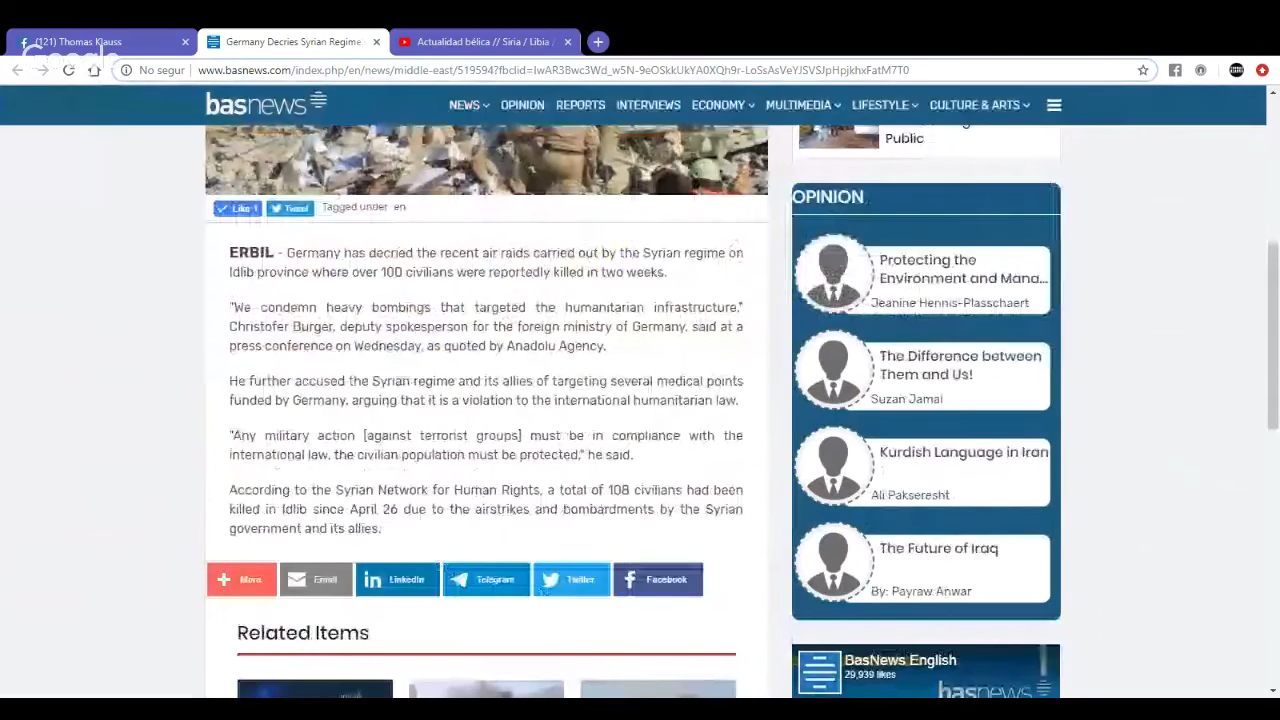 (121) Thomas Klauss
Germany Decries Syrian Regime
Actualidad bélica // Siria / Libia
Google
No segur
www.basnews.com/index.php/en/news/middle-east/519594?fbclid=IwAR3Bwc3Wd_w5N-9eOSkkUkYA0XQh9r-LoSsAsVeYJSVSJpHpjkhxFatM7T0
basnews
NEWS OPINION REPORTS INTERVIEWS ECONOMY MULTIMEDIA LIFESTYLE CULTURE & ARTS
Public
Like 1 Tweet Tagged under en
ERBIL - Germany has decried the recent air raids carried out by the Syrian regime on
Idlib province where over 100 civilians were reportedly killed in two weeks.
"We condemn heavy bombings that targeted the humanitarian infrastructure,"
Christofer Burger, deputy spokesperson for the foreign ministry of Germany, said at a
press conference on Wednesday, as quoted by Anadolu Agency.
He further accused the Syrian regime and its allies of targeting several medical points
funded by Germany, arguing that it is a violation to the international humanitarian law.
"Any military action [against terrorist groups] must be in compliance with the
international law, the civilian population must be protected," he said.
According to the Syrian Network for Human Rights, a total of 108 civilians had been
killed in Idlib since April 26 due to the airstrikes and bombardments by the Syrian
government and its allies.
More Email LinkedIn Telegram Twitter Facebook
Related Items
OPINION
Protecting the
Environment and Mana...
Jeanine Hennis-Plasschaert
The Difference between
Them and Us!
Suzan Jamal
Kurdish Language in Iran
Ali Pakseresht
The Future of Iraq
By: Payraw Anwar
BasNews English
29,939 likes
basnews